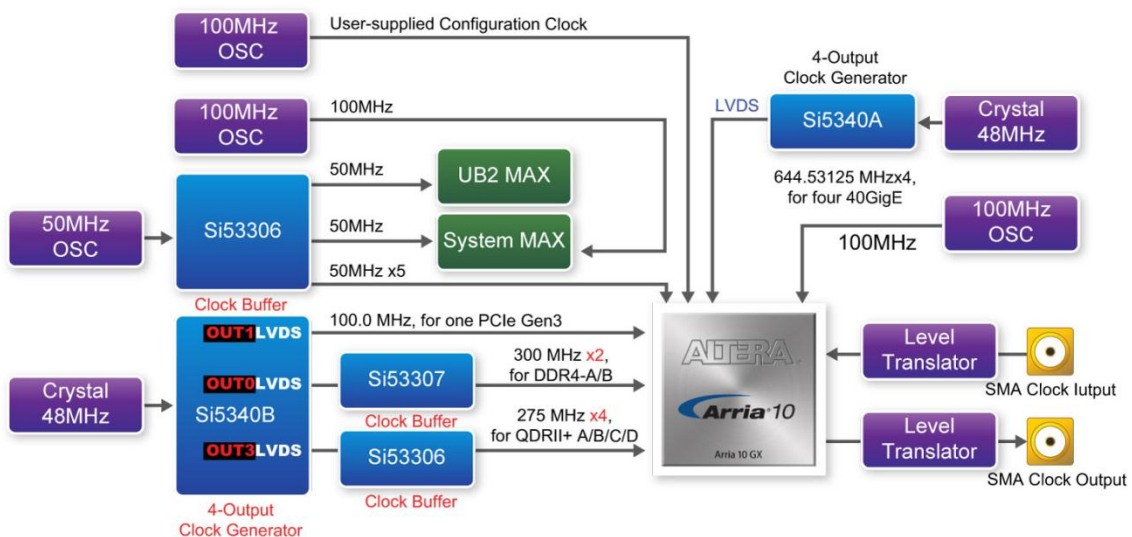 100MHz
OSC
User-supplied Configuration Clock
100MHz
OSC
100MHz
4-Output
Clock Generator
LVDS
Si5340A
Crystal
48MHz
50MHz
UB2 MAX
644.53125 MHzx4,
for four 40GigE
50MHz
OSC
Si53306
50MHz
System MAX
100MHz
100MHz
OSC
50MHz x5
Clock Buffer
OUT1LVDS
100.0 MHz, for one PCIe Gen3
300 MHz x2,
for DDR4-A/B
Crystal
48MHz
OUT0LVDS
Si5340B
Si53307
Clock Buffer
275 MHz x4,
for QDRII+ A/B/C/D
OUT3LVDS
Si53306
Clock Buffer
4-Output
Clock Generator
ALTERA
Arria 10
Arria 10 GX
Level
Translator
SMA Clock Iutput
Level
Translator
SMA Clock Output